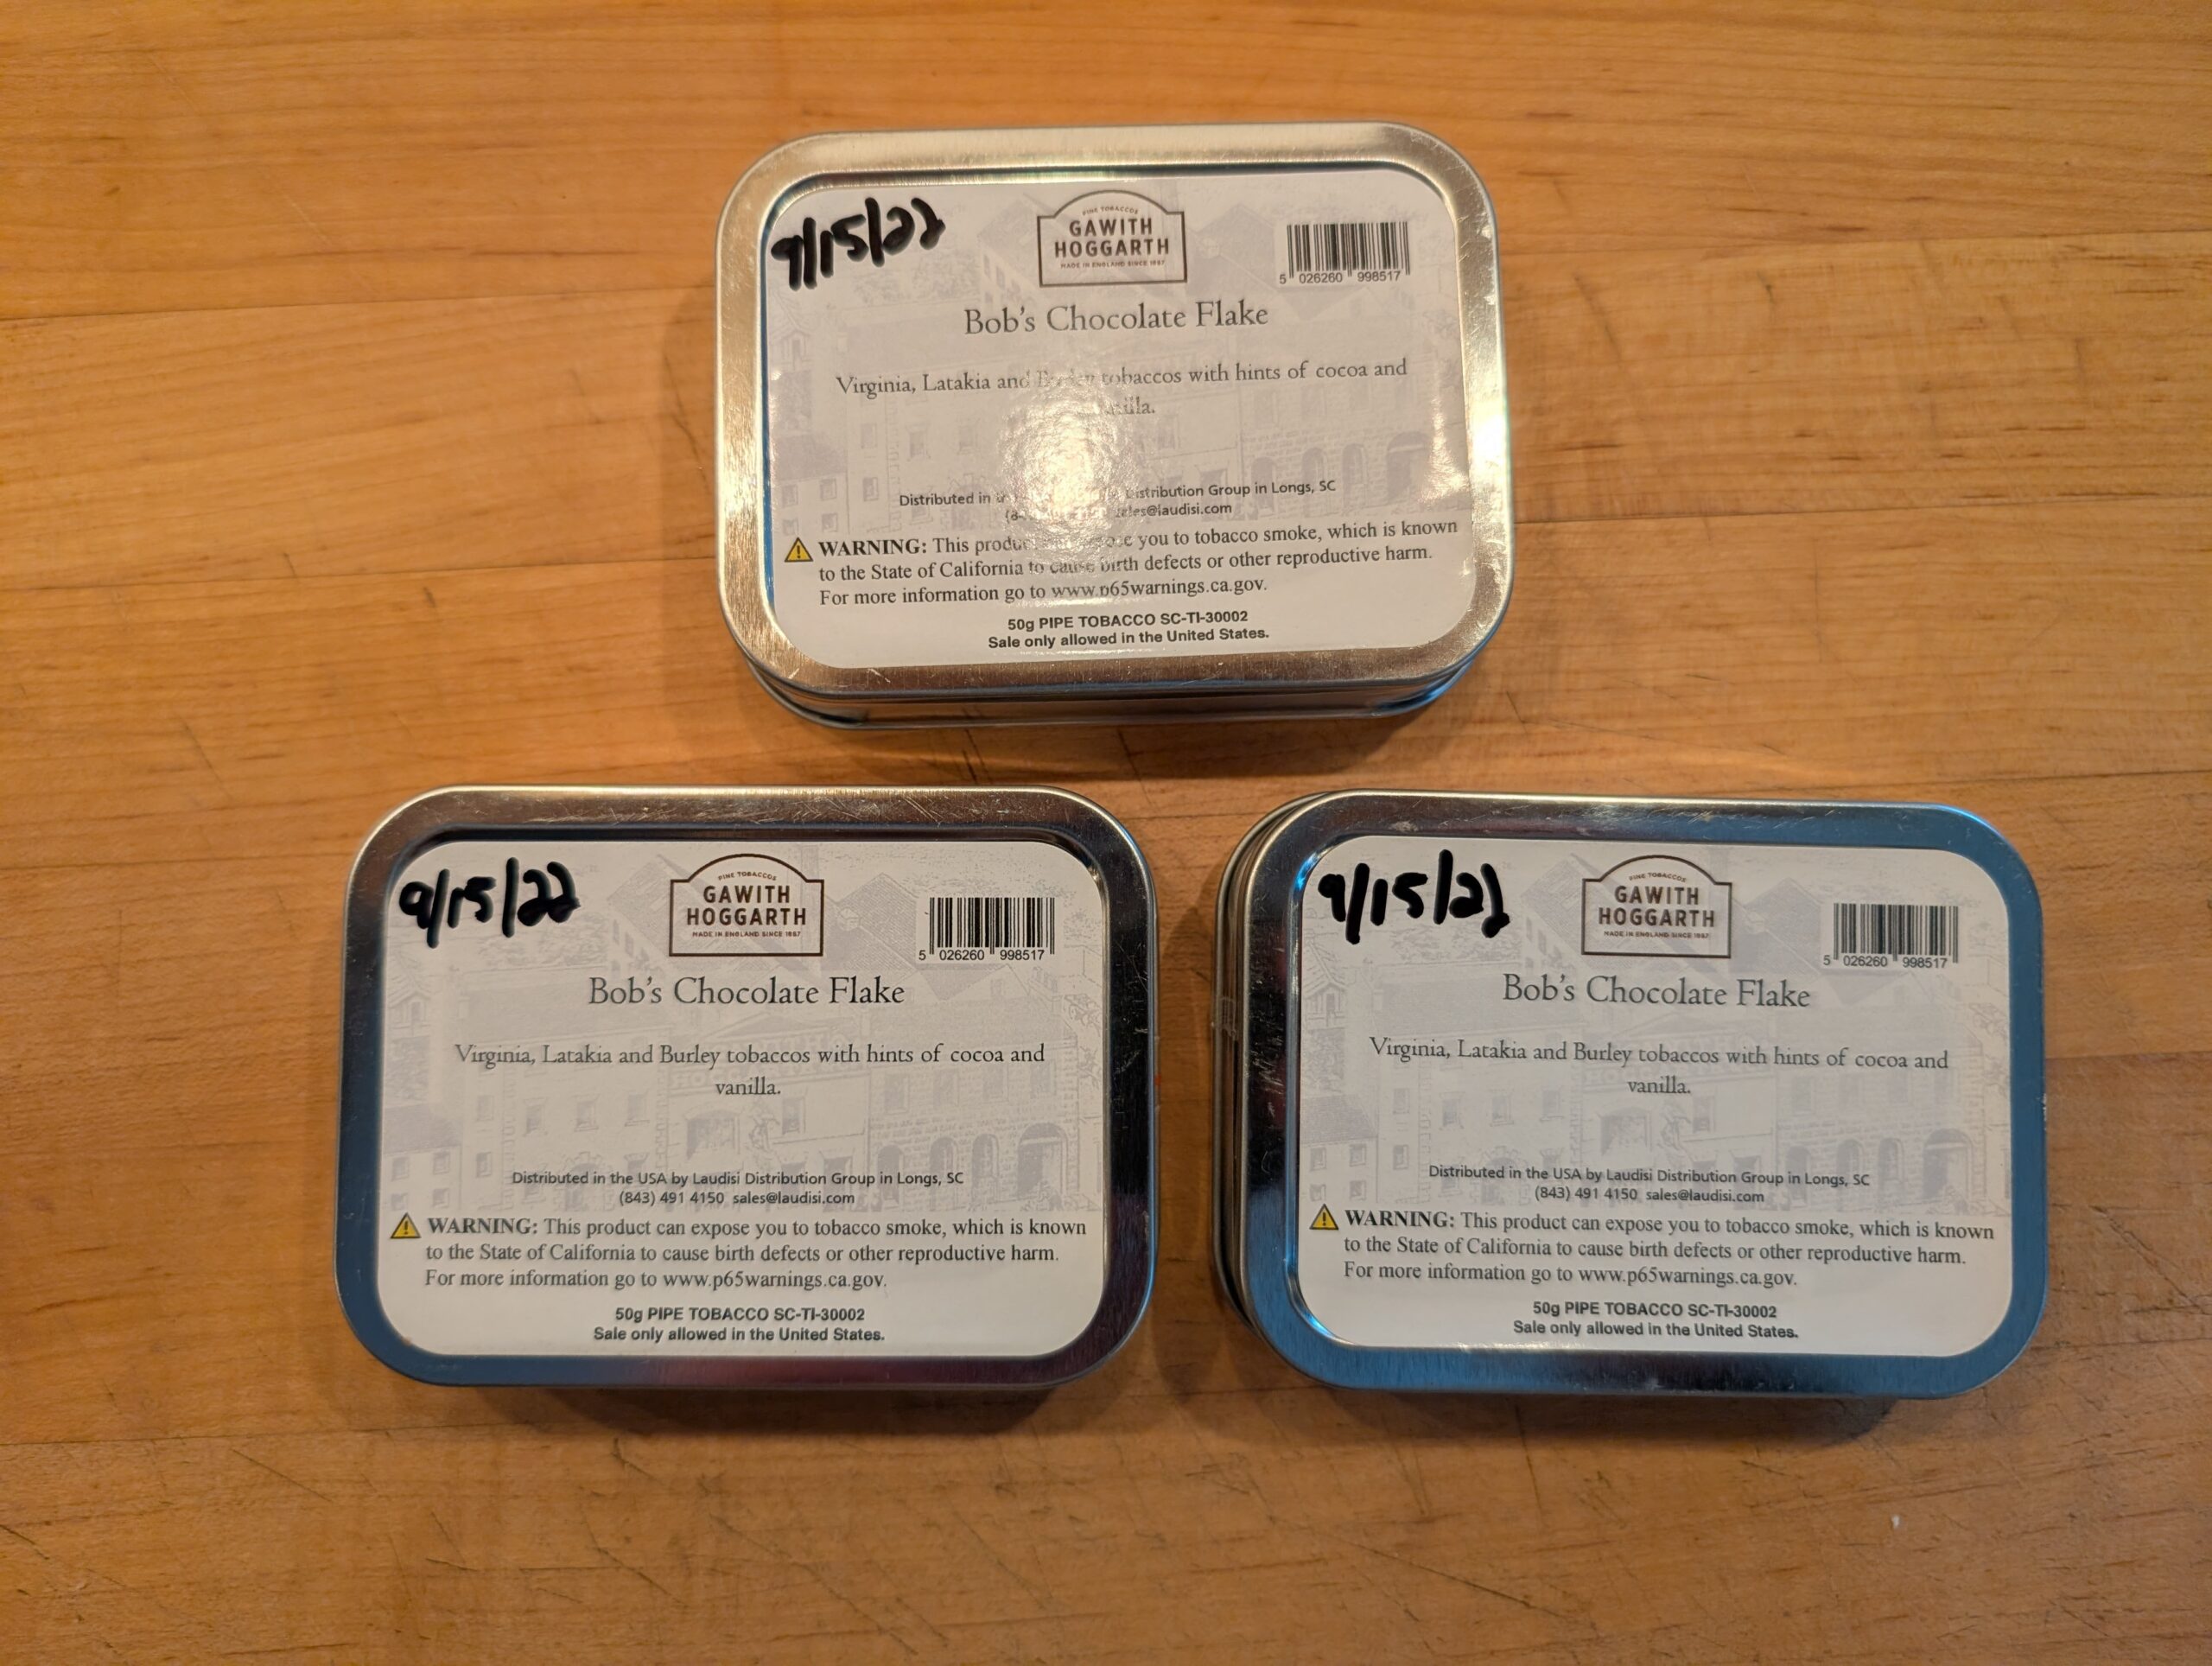 9/15/22
FINE TOBACCOS
GAWITH
HOGGARTH
MADE IN ENGLAND SINCE 1887
5 026260 998517
Bob's Chocolate Flake
Virginia, Latakia and Burley tobaccos with hints of cocoa and
vanilla.
Distributed in Distribution Group in Longs, SC
sales@laudisi.com
WARNING: This product expose you to tobacco smoke, which is known
to the State of California to cause birth defects or other reproductive harm.
For more information go to www.p65warnings.ca.gov.
50g PIPE TOBACCO SC-TI-30002
Sale only allowed in the United States.
9/15/22
FINE TOBACCOS
GAWITH
HOGGARTH
MADE IN ENGLAND SINCE 1887
5 026260 998517
Bob's Chocolate Flake
Virginia, Latakia and Burley tobaccos with hints of cocoa and
vanilla.
Distributed in the USA by Laudisi Distribution Group in Longs, SC
(843) 491 4150 sales@laudisi.com
WARNING: This product can expose you to tobacco smoke, which is known
to the State of California to cause birth defects or other reproductive harm.
For more information go to www.p65warnings.ca.gov.
50g PIPE TOBACCO SC-TI-30002
Sale only allowed in the United States.
9/15/22
FINE TOBACCOS
GAWITH
HOGGARTH
MADE IN ENGLAND SINCE 1887
5 026260 998517
Bob's Chocolate Flake
Virginia, Latakia and Burley tobaccos with hints of cocoa and
vanilla.
Distributed in the USA by Laudisi Distribution Group in Longs, SC
(843) 491 4150 sales@laudisi.com
WARNING: This product can expose you to tobacco smoke, which is known
to the State of California to cause birth defects or other reproductive harm.
For more information go to www.p65warnings.ca.gov.
50g PIPE TOBACCO SC-TI-30002
Sale only allowed in the United States.